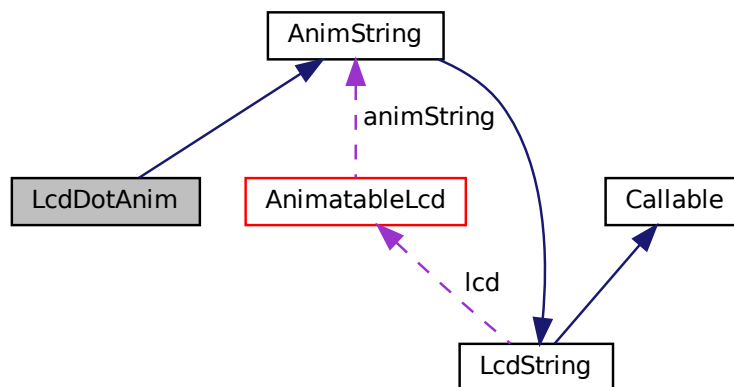 AnimString
animString
LcdDotAnim
AnimatableLcd
Callable
lcd
LcdString